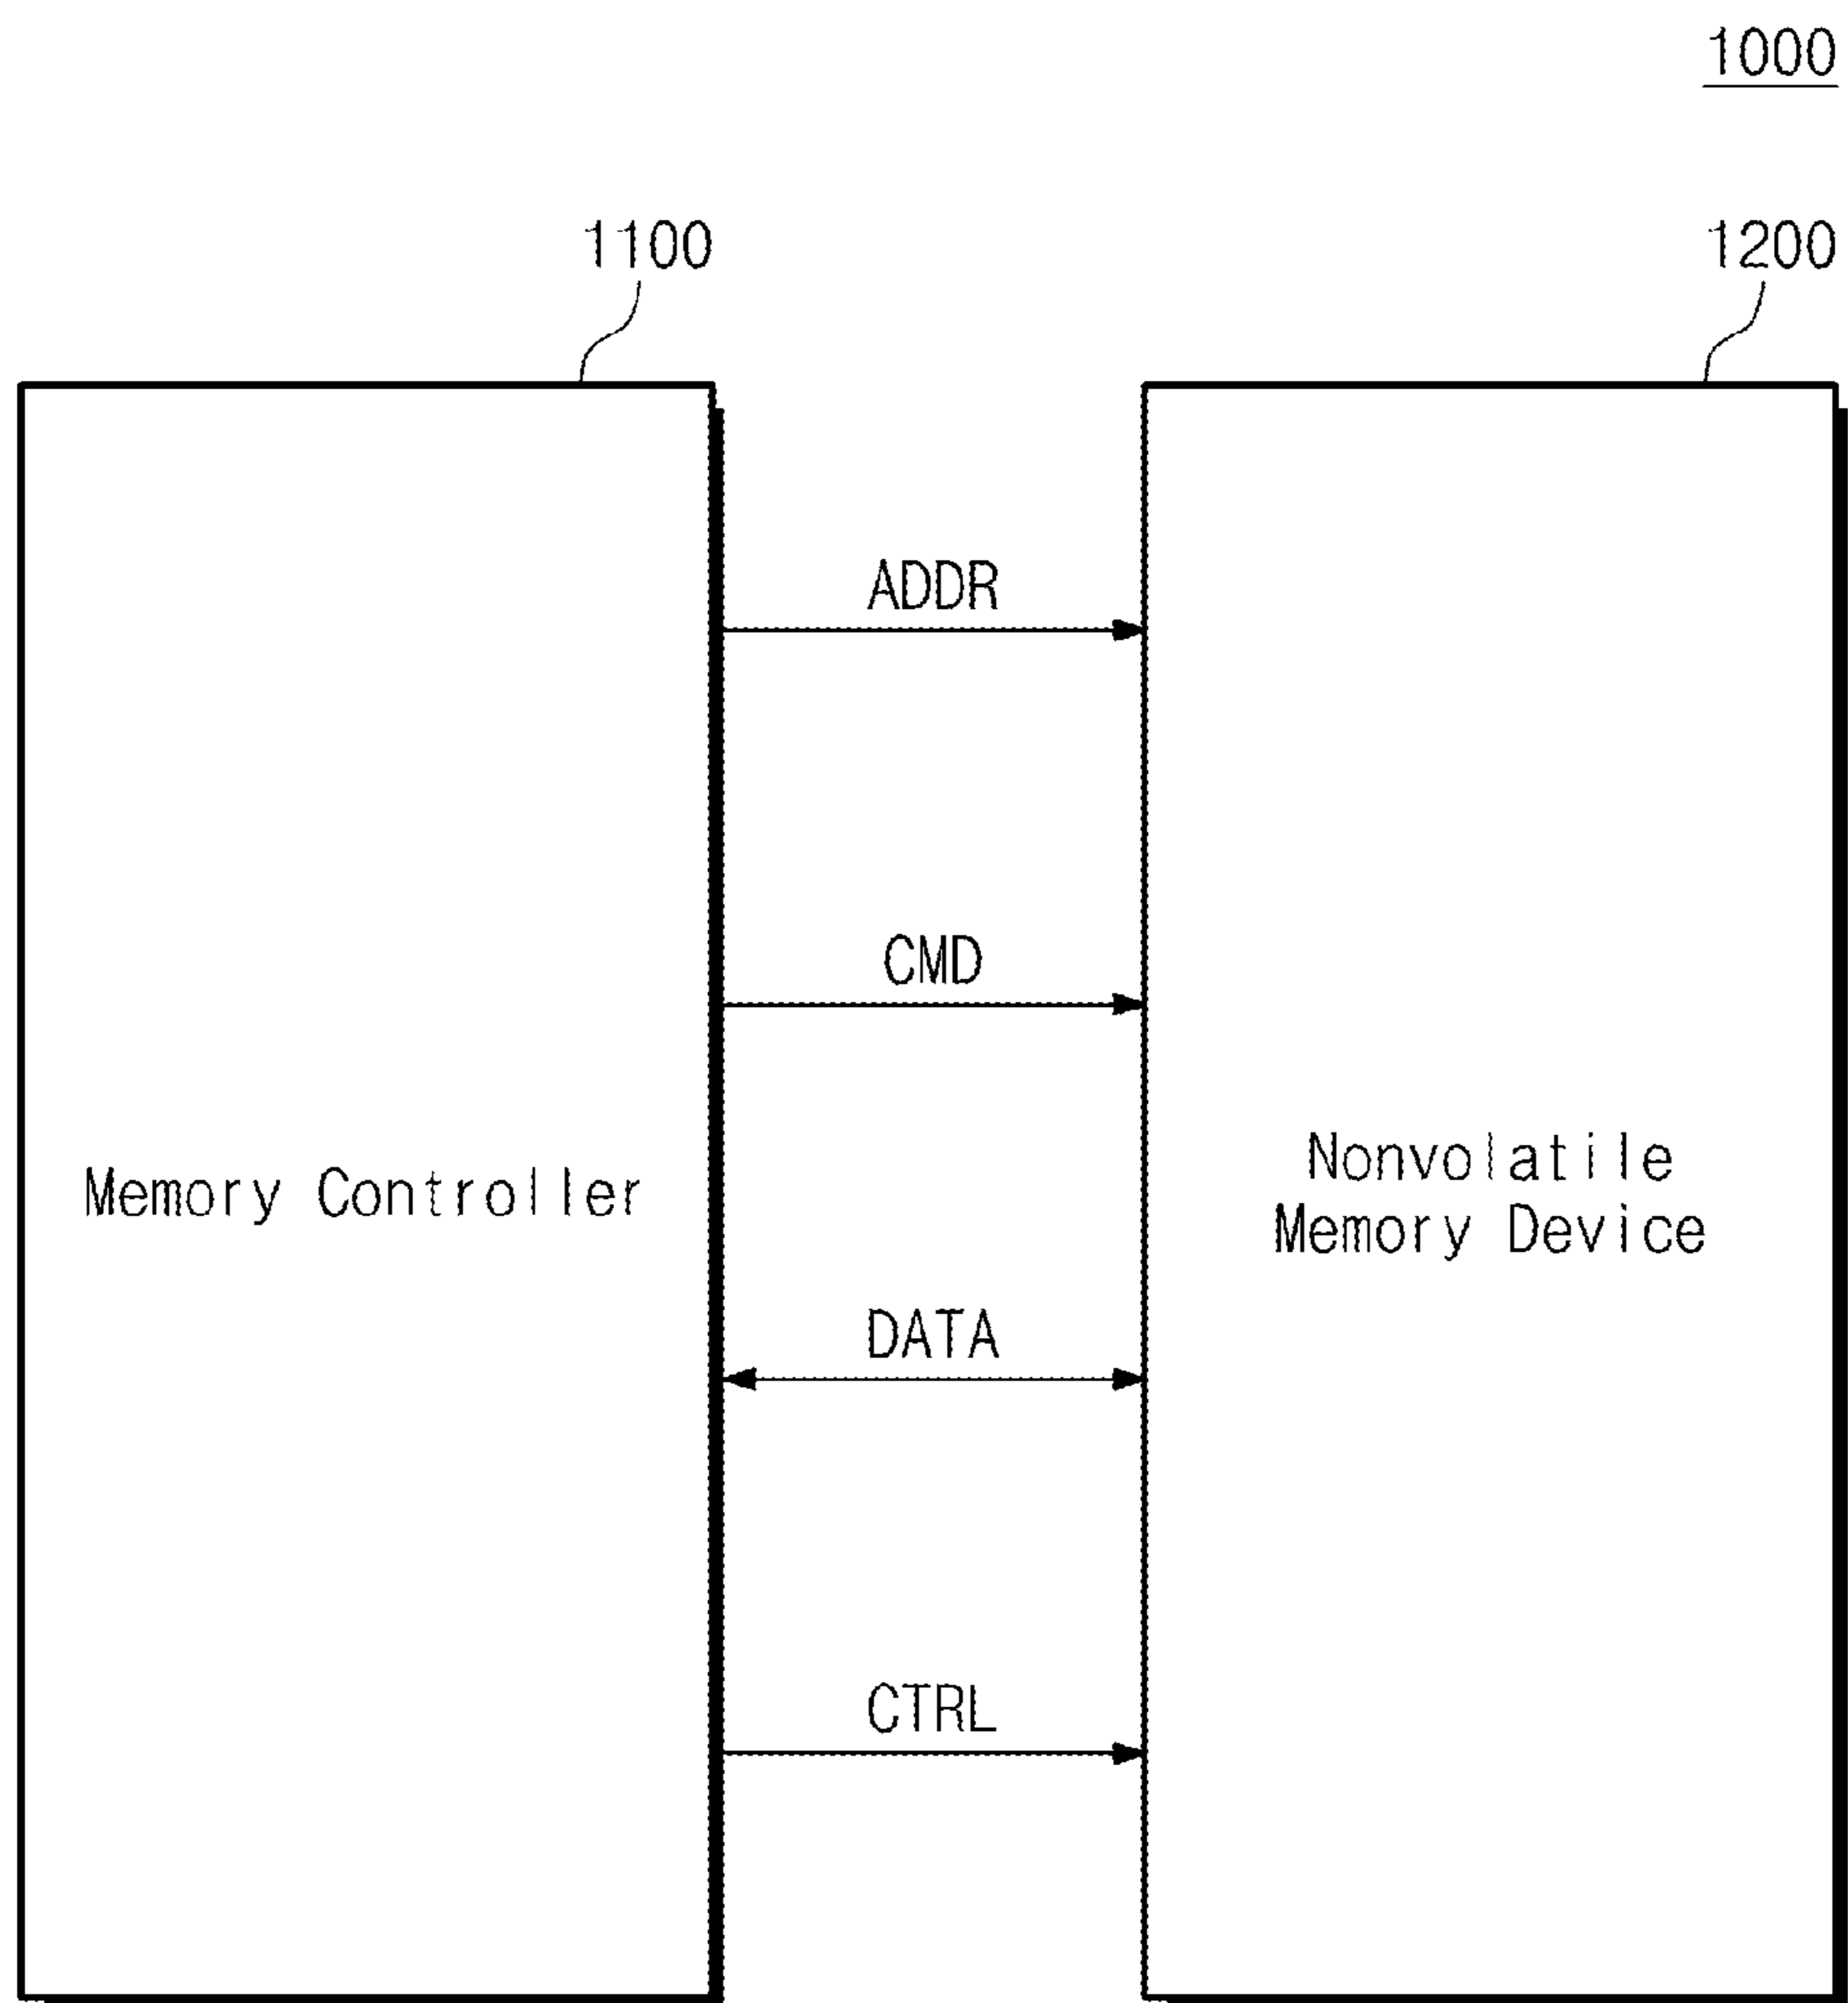 1000
1100
1200
ADDR
CMD
Memory Controller
Nonvolatile
Memory Device
DATA
CTRL